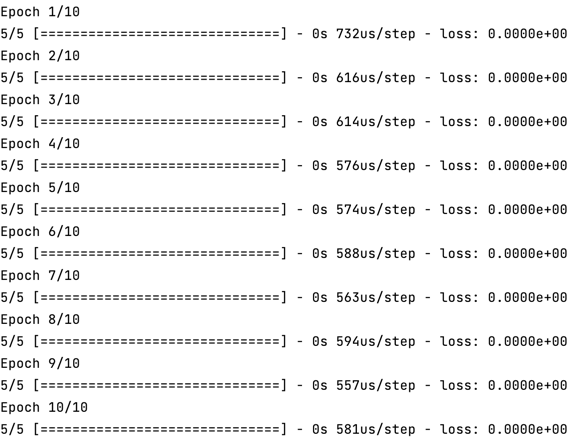 Epoch 1/10
5/5 [==============================] - 0s 732us/step - loss: 0.0000e+00
Epoch 2/10
5/5 [==============================] - 0s 616us/step - loss: 0.0000e+00
Epoch 3/10
5/5 [==============================] - 0s 614us/step - loss: 0.0000e+00
Epoch 4/10
5/5 [==============================] - 0s 576us/step - loss: 0.0000e+00
Epoch 5/10
5/5 [==============================] - 0s 574us/step - loss: 0.0000e+00
Epoch 6/10
5/5 [==============================] - 0s 588us/step - loss: 0.0000e+00
Epoch 7/10
5/5 [==============================] - 0s 563us/step - loss: 0.0000e+00
Epoch 8/10
5/5 [==============================] - 0s 594us/step - loss: 0.0000e+00
Epoch 9/10
5/5 [==============================] - 0s 557us/step - loss: 0.0000e+00
Epoch 10/10
5/5 [==============================] - 0s 581us/step - loss: 0.0000e+00